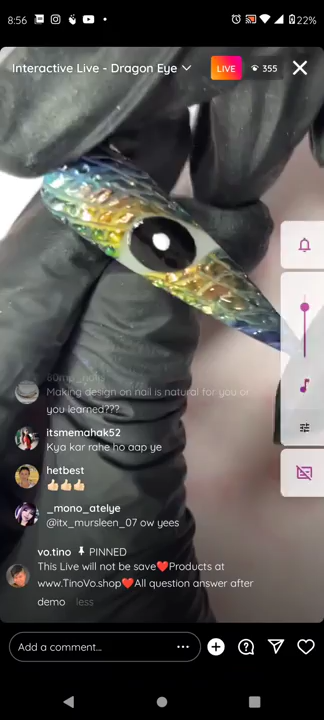 8:56
22%
Interactive Live - Dragon Eye
LIVE
355
Making design on nail is natural for you or
you learned???
itsmemahak52
Kya kar rahe ho aap ye
hetbest
👍🏼👍🏼👍🏼
_mono_atelye
@itx_mursleen_07 ow yees
vo.tino PINNED
This Live will not be save❤️Products at
www.TinoVo.shop❤️All question answer after
demo less
Add a comment...